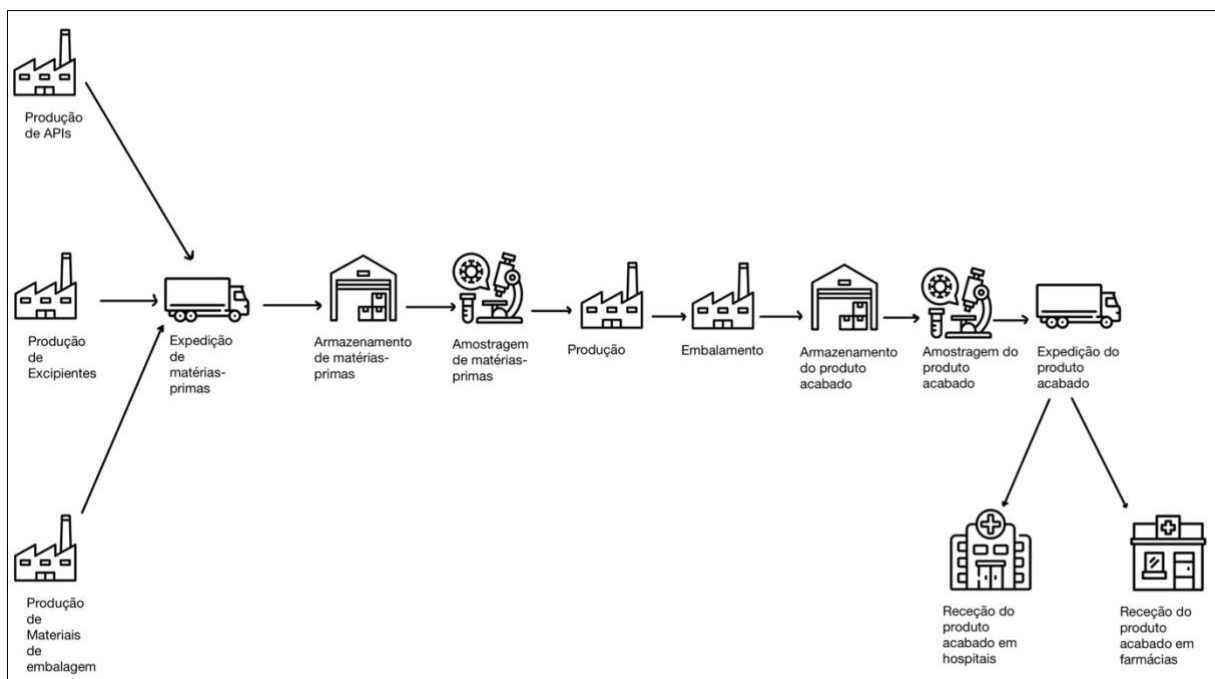 Produção
de APIs
Produção
de
Excipientes
Expedição
de
matérias-
primas
Armazenamento
de matérias-
primas
Amostragem
de matérias-
primas
Produção
Embalamento
Armazenamento
do produto
acabado
Amostragem do
produto
acabado
Expedição do
produto
acabado
Produção
de
Materiais
de
embalagem
Receção do
produto
acabado em
hospitais
Receção do
produto
acabado em
farmácias